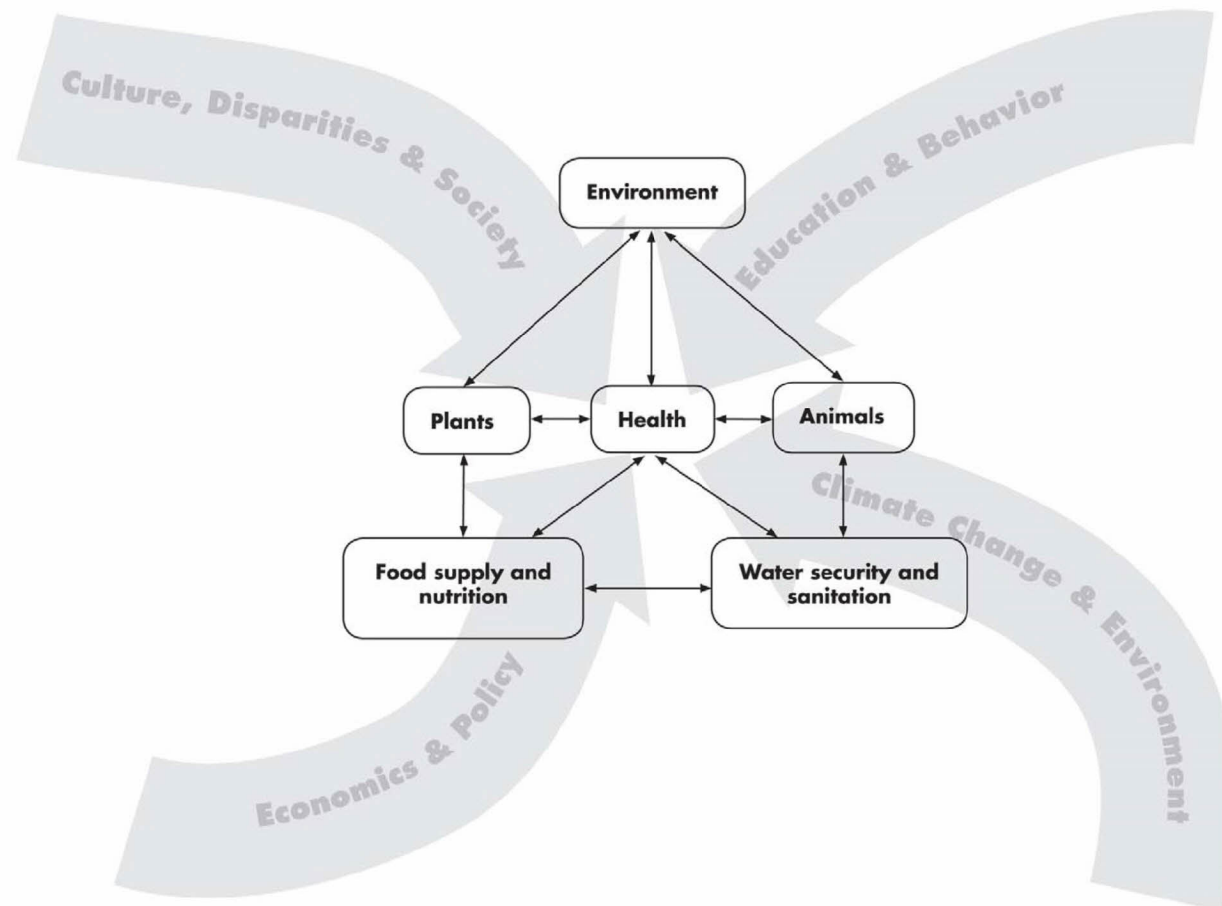 Culture, Disparities & Society
Education & Behavior
Environment
Plants
Health
Animals
Climate Change & Environment
Food supply and
nutrition
Water security and
sanitation
Economics & Policy